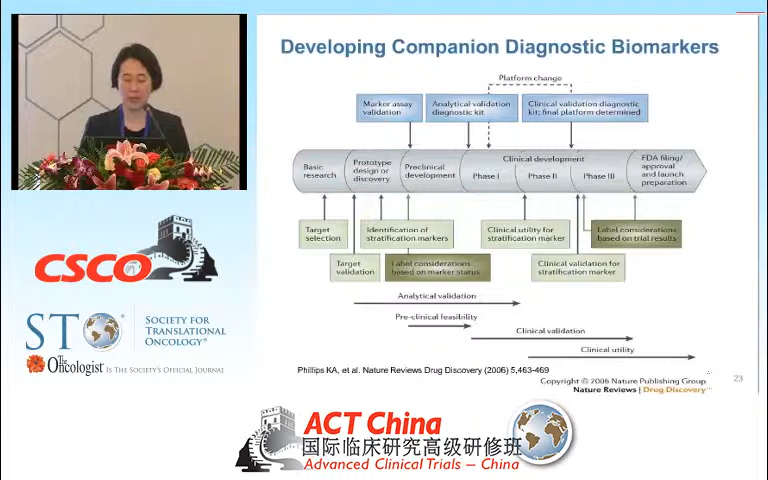 Developing Companion Diagnostic Biomarkers
Platform change
Marker assay
validation
Analytical validation
diagnostic kit
Clinical validation diagnostic
kit; final platform determined
Basic
research
Prototype
design or
discovery
Preclinical
development
Clinical development
Phase I
Phase II
Phase III
FDA filing/
approval
and launch
preparation
Target
selection
Identification of
stratification markers
Clinical utility for
stratification marker
Label considerations
based on trial results
Target
validation
Label considerations
based on marker status
Clinical validation for
stratification marker
Analytical validation
Pre-clinical feasibility
Clinical validation
Clinical utility
Phillips KA, et al. Nature Reviews Drug Discovery (2006) 5,463-469
Copyright © 2006 Nature Publishing Group
Nature Reviews | Drug Discovery
23
CSCO
STO
SOCIETY FOR
TRANSLATIONAL
ONCOLOGY®
The Oncologist IS THE SOCIETY'S OFFICIAL JOURNAL
ACT China
国际临床研究高级研修班
Advanced Clinical Trials – China